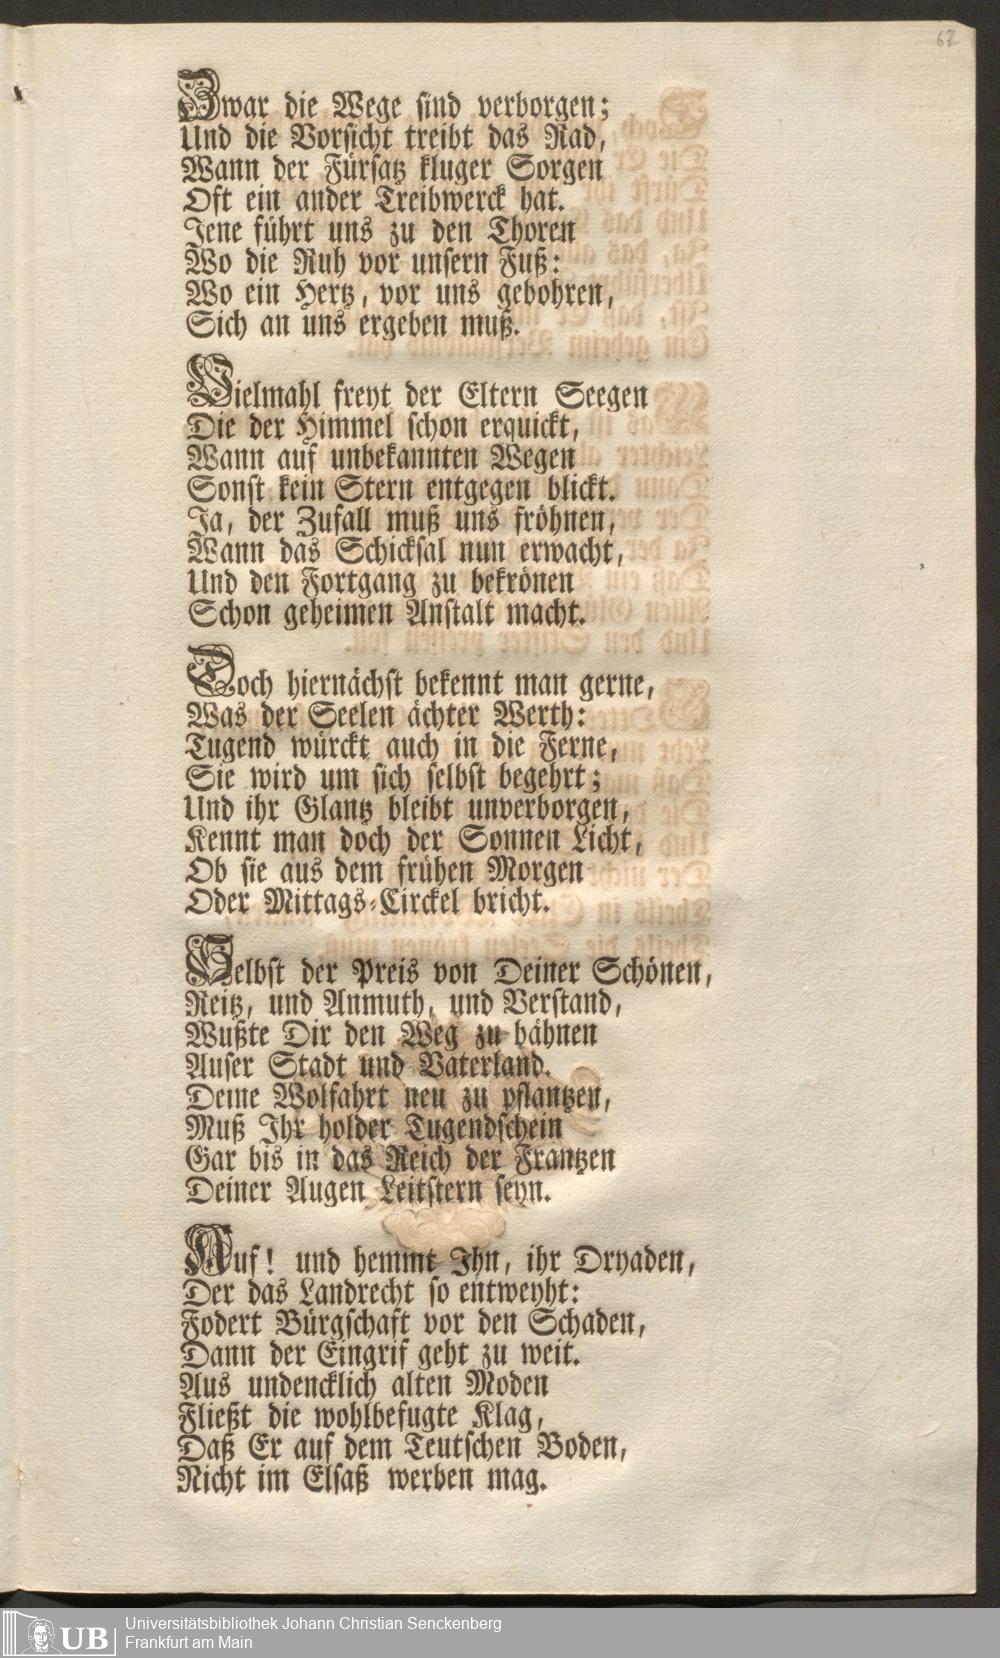 62
Zwar die Wege sind verborgen;
Und die Vorsicht treibt das Rad,
Wann der Fürsatz kluger Sorgen
Oft ein ander Treibwerck hat.
Jene führt uns zu den Thoren
Wo die Ruh vor unsern Fuß:
Wo ein Hertz, vor uns gebohren,
Sich an uns ergeben muß.
Vielmahl freyt der Eltern Seegen
Die der Himmel schon erquickt,
Wann auf unbekannten Wegen
Sonst kein Stern entgegen blickt.
Ja, der Zufall muß uns fröhnen,
Wann das Schicksal nun erwacht,
Und den Fortgang zu bekrönen
Schon geheimen Anstalt macht.
Doch hiernächst bekennt man gerne,
Was der Seelen ächter Werth:
Tugend würckt auch in die Ferne,
Sie wird um sich selbst begehrt;
Und ihr Glantz bleibt unverborgen,
Kennt man doch der Sonnen Licht,
Ob sie aus dem frühen Morgen
Oder Mittags-Circkel bricht.
Selbst der Preis von Deiner Schönen,
Reitz, und Anmuth, und Verstand,
Wußte Dir den Weg zu bähnen
Auser Stadt und Vaterland.
Deine Wolfahrt neu zu pflantzen,
Muß Ihr holder Tugendschein
Gar bis in das Reich der Frantzen
Deiner Augen Leitstern seyn.
Auf! und hemmt Ihn, ihr Dryaden,
Der das Landrecht so entweyht:
Fodert Bürgschaft vor den Schaden,
Dann der Eingrif geht zu weit.
Aus undencklich alten Moden
Fließt die wohlbefugte Klag,
Daß Er auf dem Teutschen Boden,
Nicht im Elsaß werben mag.
UB Universitätsbibliothek Johann Christian Senckenberg
Frankfurt am Main